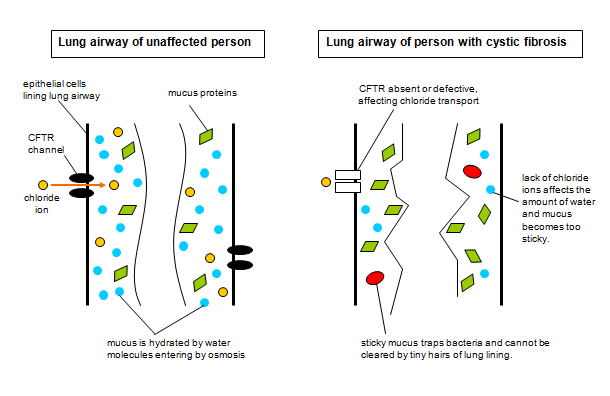 Lung airway of unaffected person
Lung airway of person with cystic fibrosis
epithelial cells
lining lung airway
mucus proteins
CFTR
channel
chloride
ion
mucus is hydrated by water
molecules entering by osmosis
CFTR absent or defective,
affecting chloride transport
lack of chloride
ions affects the
amount of water
and mucus
becomes too
sticky.
sticky mucus traps bacteria and cannot be
cleared by tiny hairs of lung lining.